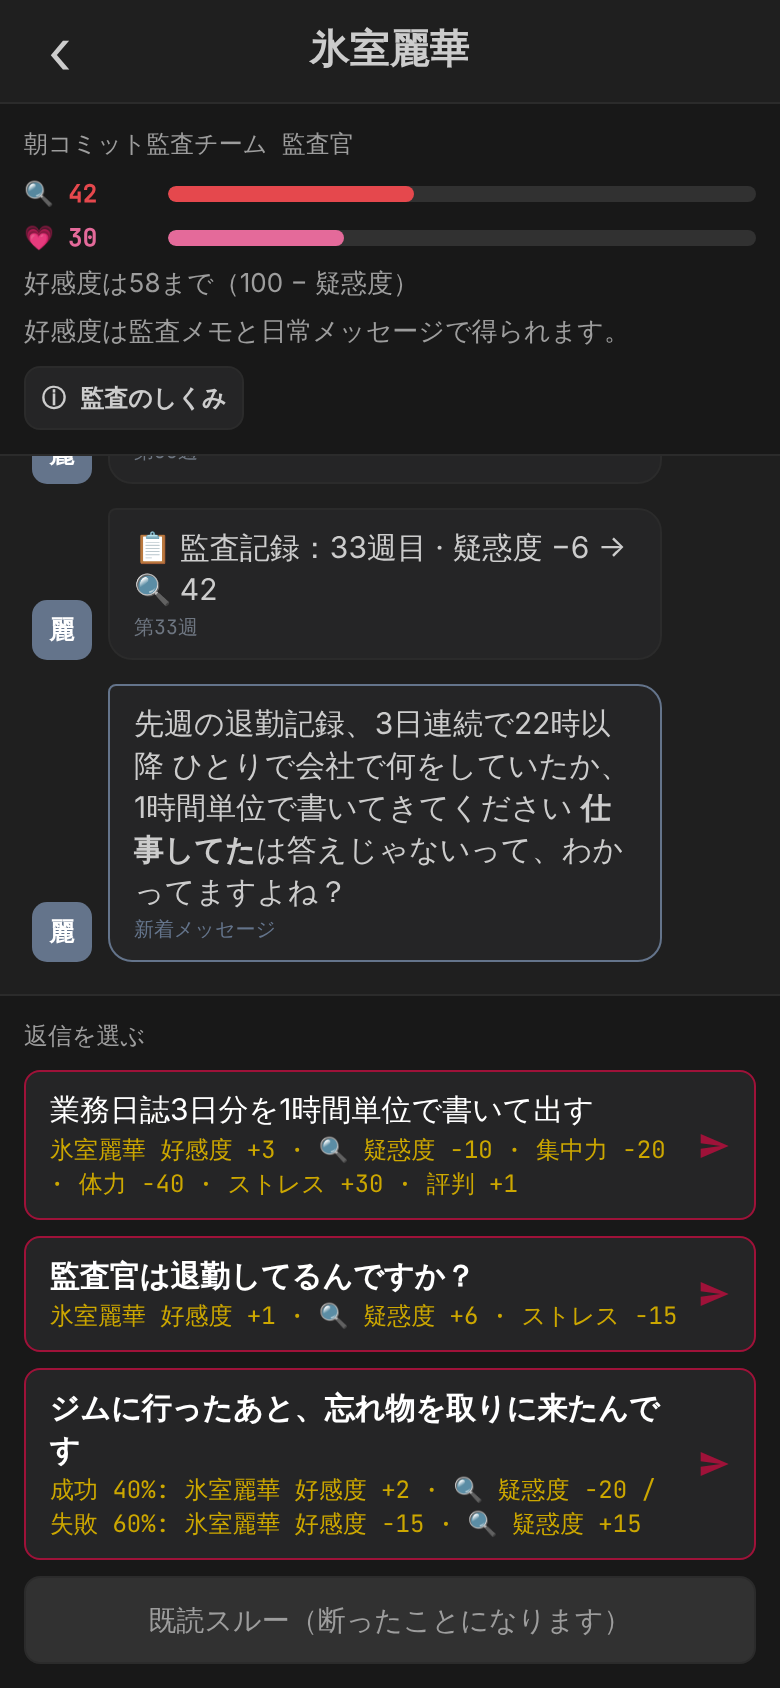 氷室麗華
朝コミット監査チーム 監査官
🔍 42
💗 30
好感度は58まで（100 − 疑惑度）
好感度は監査メモと日常メッセージで得られます。
ⓘ 監査のしくみ
麗
📋 監査記録：33週目 · 疑惑度 −6 →
🔍 42
第33週
麗
先週の退勤記録、3日連続で22時以
降 ひとりで会社で何をしていたか、
1時間単位で書いてきてください 仕
事してたは答えじゃないって、わか
ってますよね？
新着メッセージ
麗
返信を選ぶ
業務日誌3日分を1時間単位で書いて出す
氷室麗華 好感度 +3 · 🔍 疑惑度 -10 · 集中力 -20
· 体力 -40 · ストレス +30 · 評判 +1
監査官は退勤してるんですか？
氷室麗華 好感度 +1 · 🔍 疑惑度 +6 · ストレス -15
ジムに行ったあと、忘れ物を取りに来たんで
す
成功 40%: 氷室麗華 好感度 +2 · 🔍 疑惑度 -20 /
失敗 60%: 氷室麗華 好感度 -15 · 🔍 疑惑度 +15
既読スルー（断ったことになります）